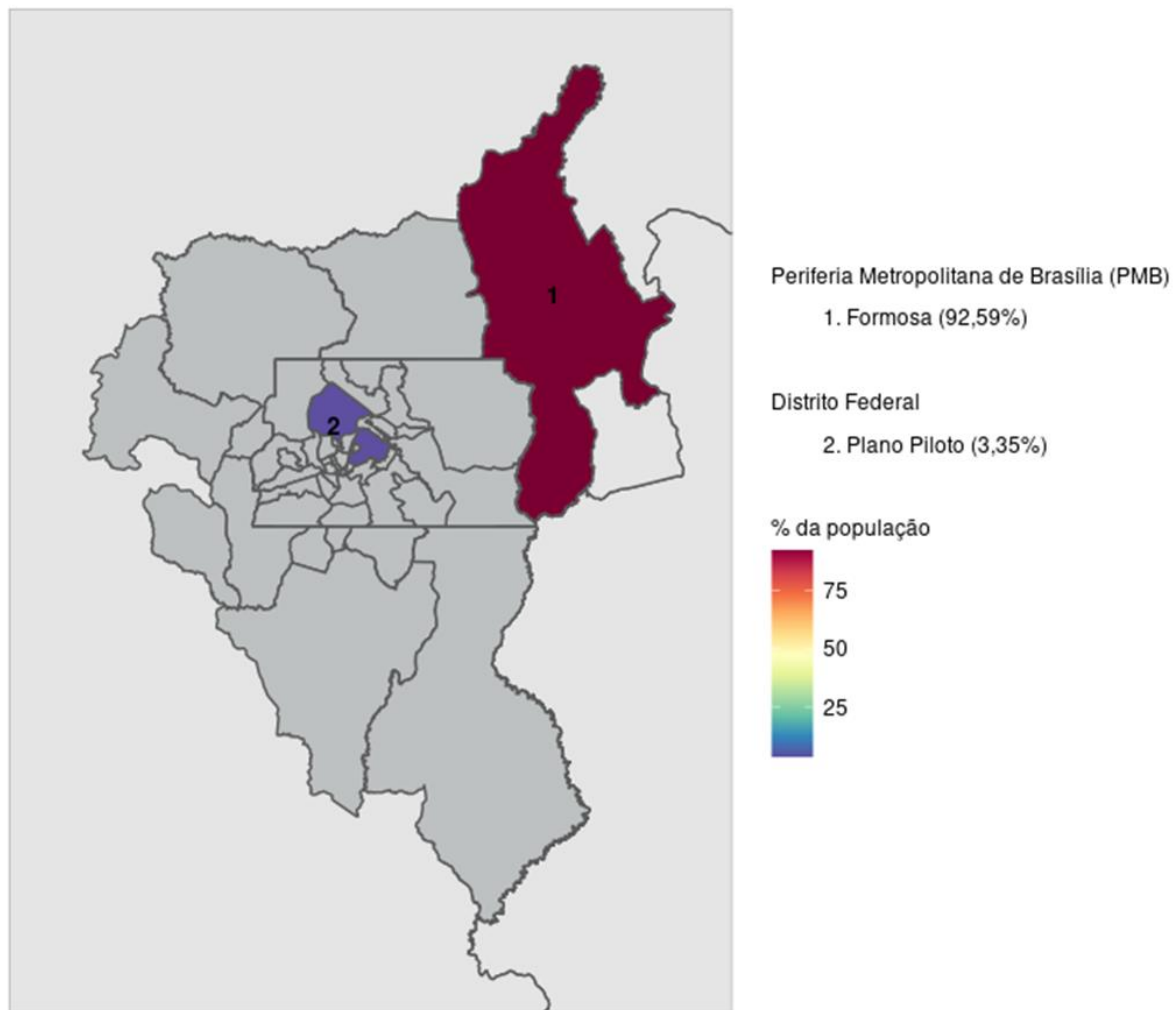 1
2
Periferia Metropolitana de Brasília (PMB)
1. Formosa (92,59%)
Distrito Federal
2. Plano Piloto (3,35%)
% da população
75
50
25